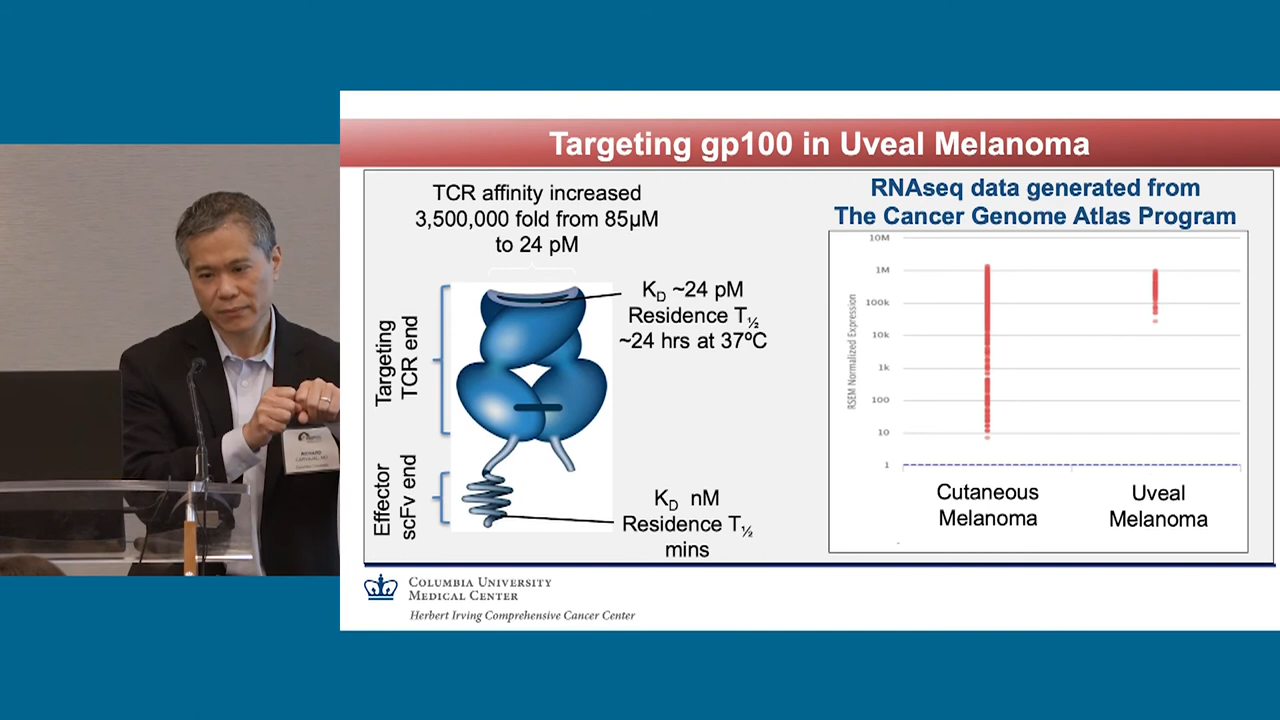 Targeting gp100 in Uveal Melanoma
TCR affinity increased
3,500,000 fold from 85µM
to 24 pM
Targeting
TCR end
KD ~24 pM
Residence T½
~24 hrs at 37ºC
Effector
scFv end
KD nM
Residence T½
mins
RNAseq data generated from
The Cancer Genome Atlas Program
RSEM Normalized Expression
10M
1M
100k
10k
1k
100
10
1
Cutaneous
Melanoma
Uveal
Melanoma
COLUMBIA UNIVERSITY
MEDICAL CENTER
Herbert Irving Comprehensive Cancer Center
RICHARD